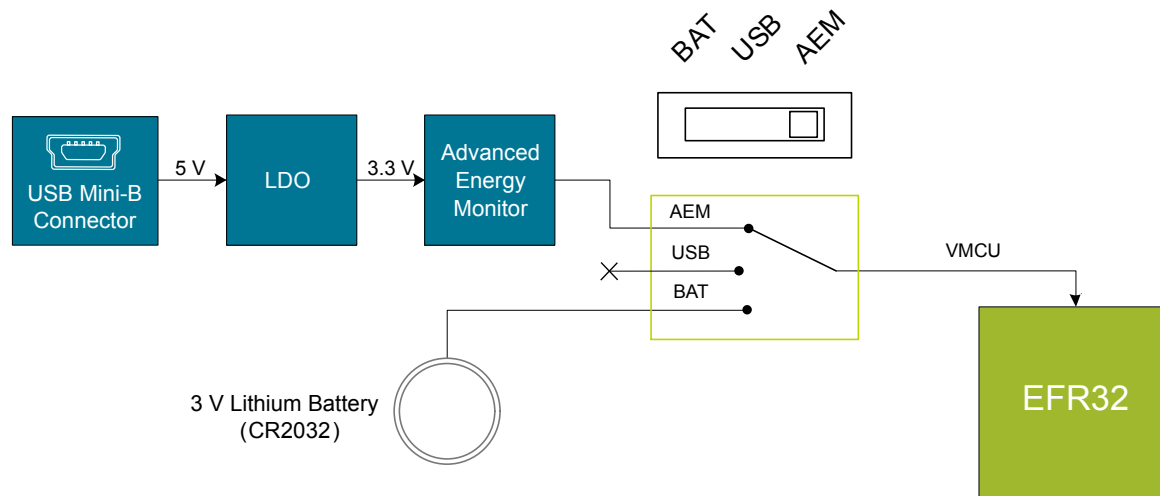 BAT
USB
AEM
USB Mini-B
Connector
5 V
LDO
3.3 V
Advanced
Energy
Monitor
AEM
USB
BAT
VMCU
3 V Lithium Battery
(CR2032)
EFR32